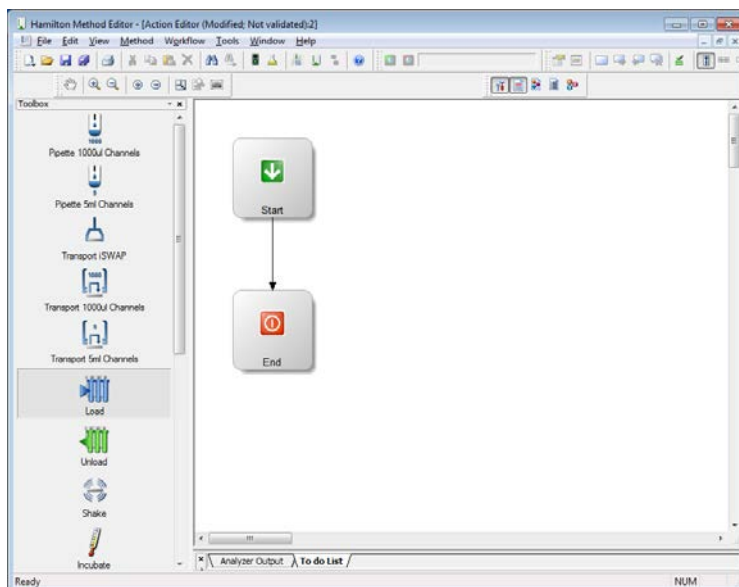 Hamilton Method Editor - [Action Editor (Modified; Not validated):2]
File Edit View Method Workflow Tools Window Help
Toolbox
1000
Pipette 1000ul Channels
Pipette 5ml Channels
Transport iSWAP
1000
Transport 1000ul Channels
Transport 5ml Channels
Load
Unload
Shake
Incubate
Start
End
Analyzer Output
To do List
Ready
NUM